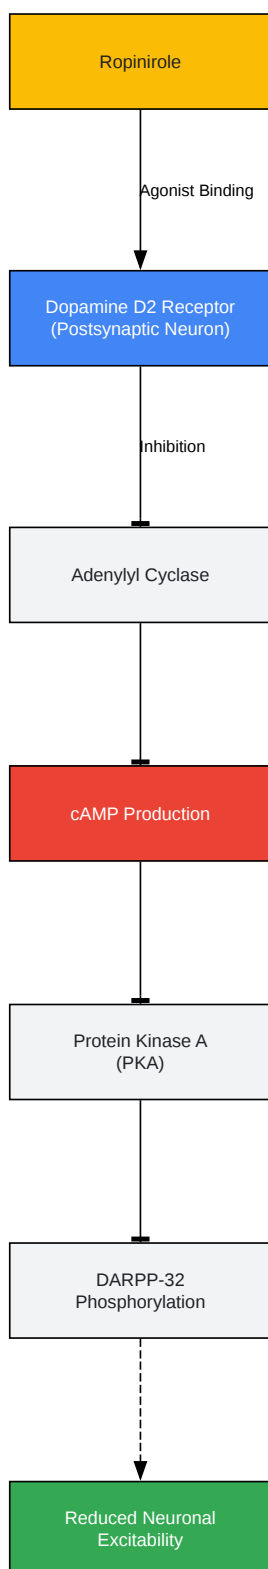 Ropinirole
Agonist Binding
Dopamine D2 Receptor
(Postsynaptic Neuron)
Inhibition
Adenylyl Cyclase
cAMP Production
Protein Kinase A
(PKA)
DARPP-32
Phosphorylation
Reduced Neuronal
Excitability